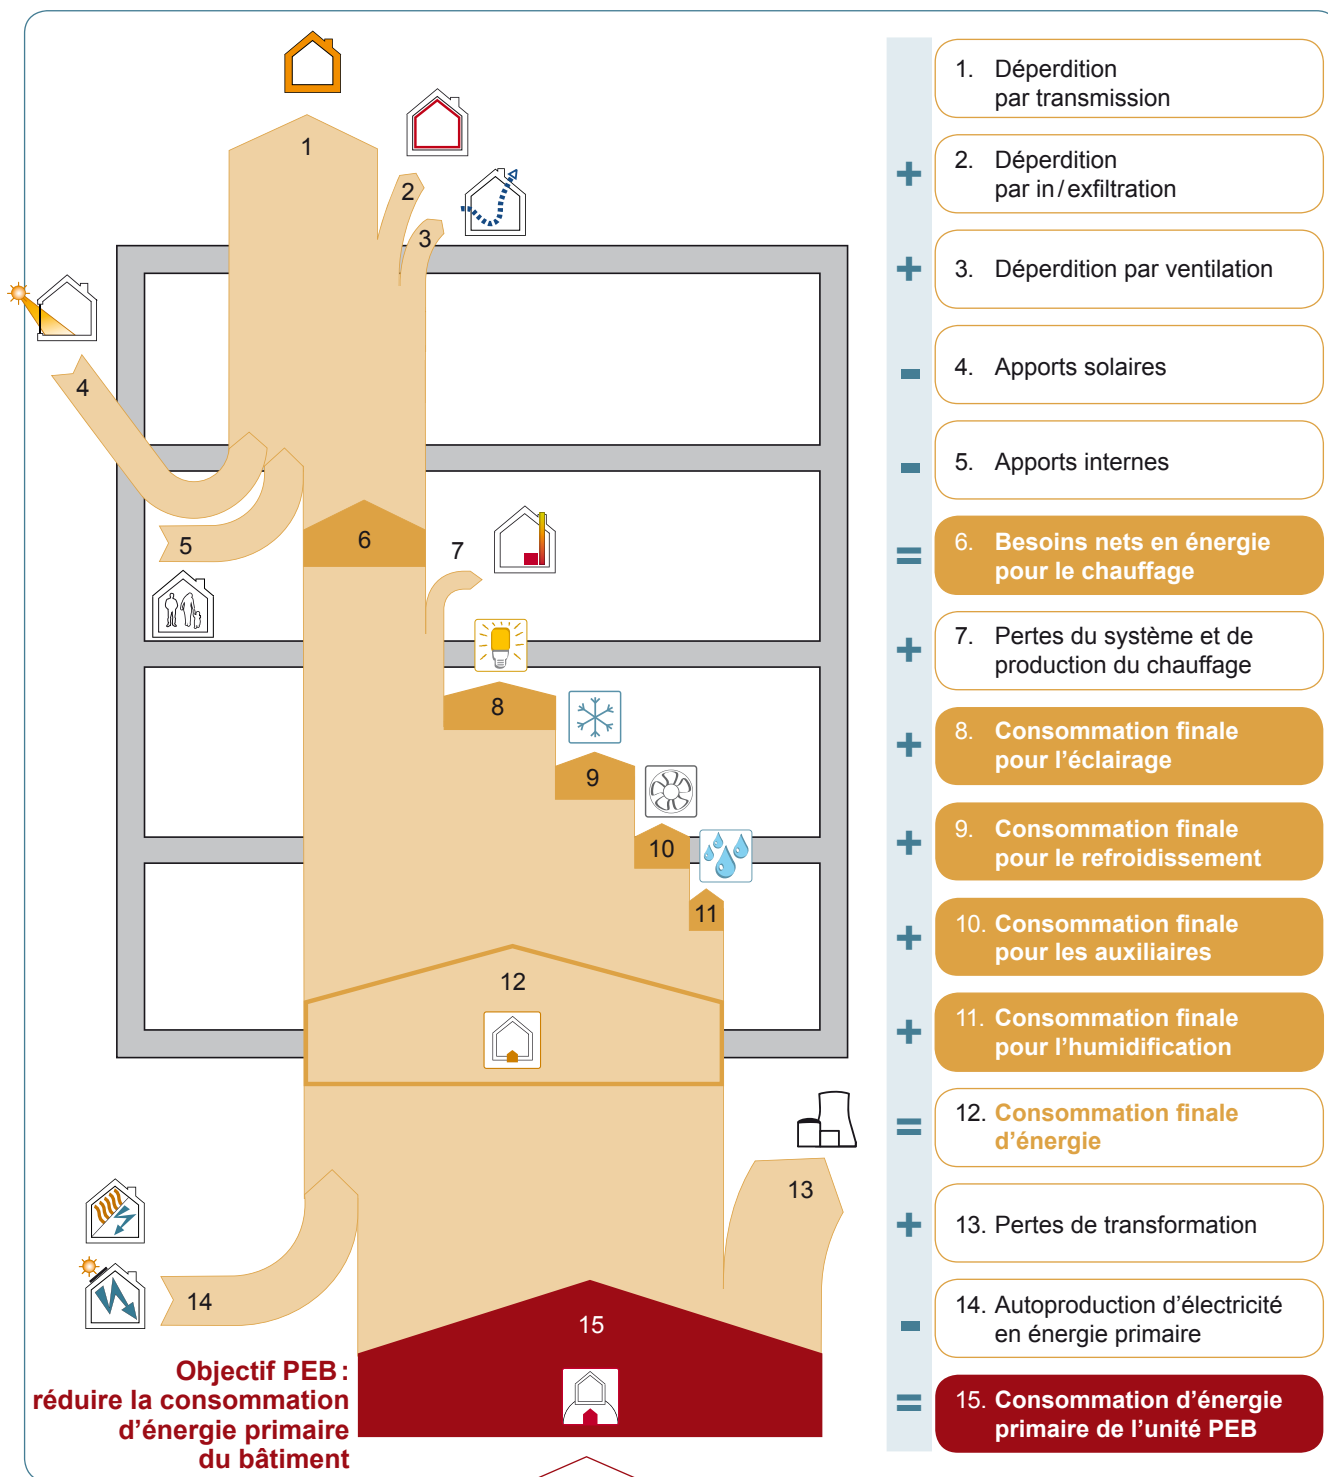 1
2
3
4
5
6
7
8
9
10
11
12
13
14
15
Objectif PEB :
réduire la consommation
d'énergie primaire
du bâtiment
1. Déperdition
par transmission
+
2. Déperdition
par in / exfiltration
+
3. Déperdition par ventilation
-
4. Apports solaires
-
5. Apports internes
=
6. Besoins nets en énergie
pour le chauffage
+
7. Pertes du système et de
production du chauffage
+
8. Consommation finale
pour l’éclairage
+
9. Consommation finale
pour le refroidissement
+
10. Consommation finale
pour les auxiliaires
+
11. Consommation finale
pour l’humidification
=
12. Consommation finale
d’énergie
+
13. Pertes de transformation
-
14. Autoproduction d’électricité
en énergie primaire
=
15. Consommation d’énergie
primaire de l’unité PEB